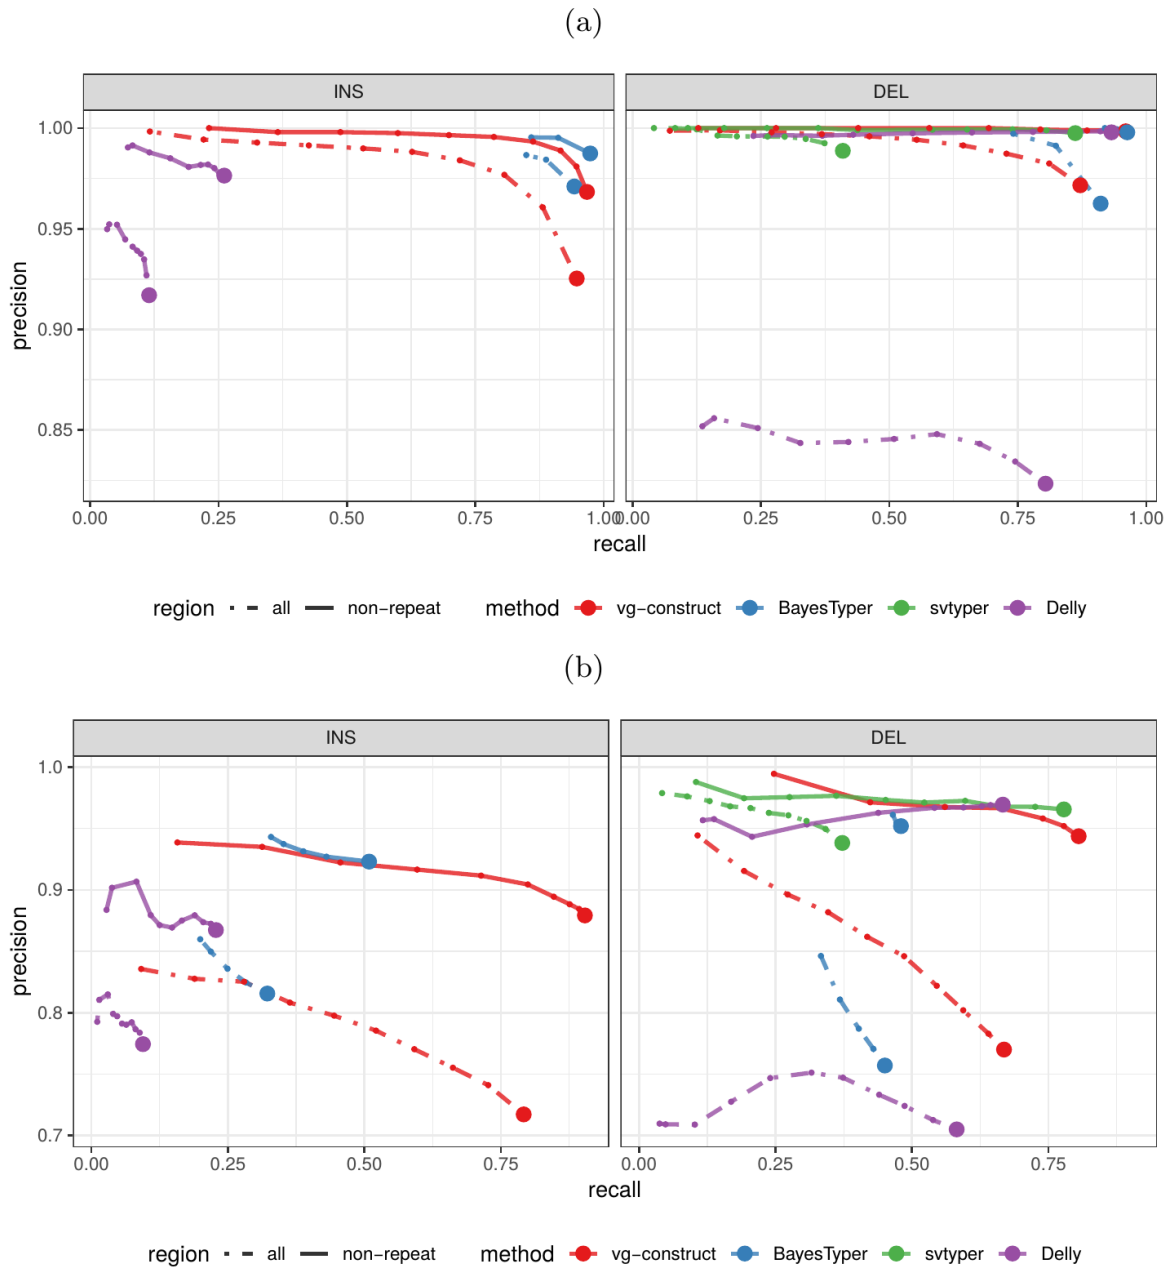 (a)
INS DEL
1.00
0.95
0.90
0.85
precision
0.00 0.25 0.50 0.75 1.00 0.00 0.25 0.50 0.75 1.00
recall
region all non−repeat method vg−construct BayesTyper svtyper Delly
(b)
INS DEL
1.0
0.9
0.8
0.7
precision
0.00 0.25 0.50 0.75 0.00 0.25 0.50 0.75
recall
region all non−repeat method vg−construct BayesTyper svtyper Delly